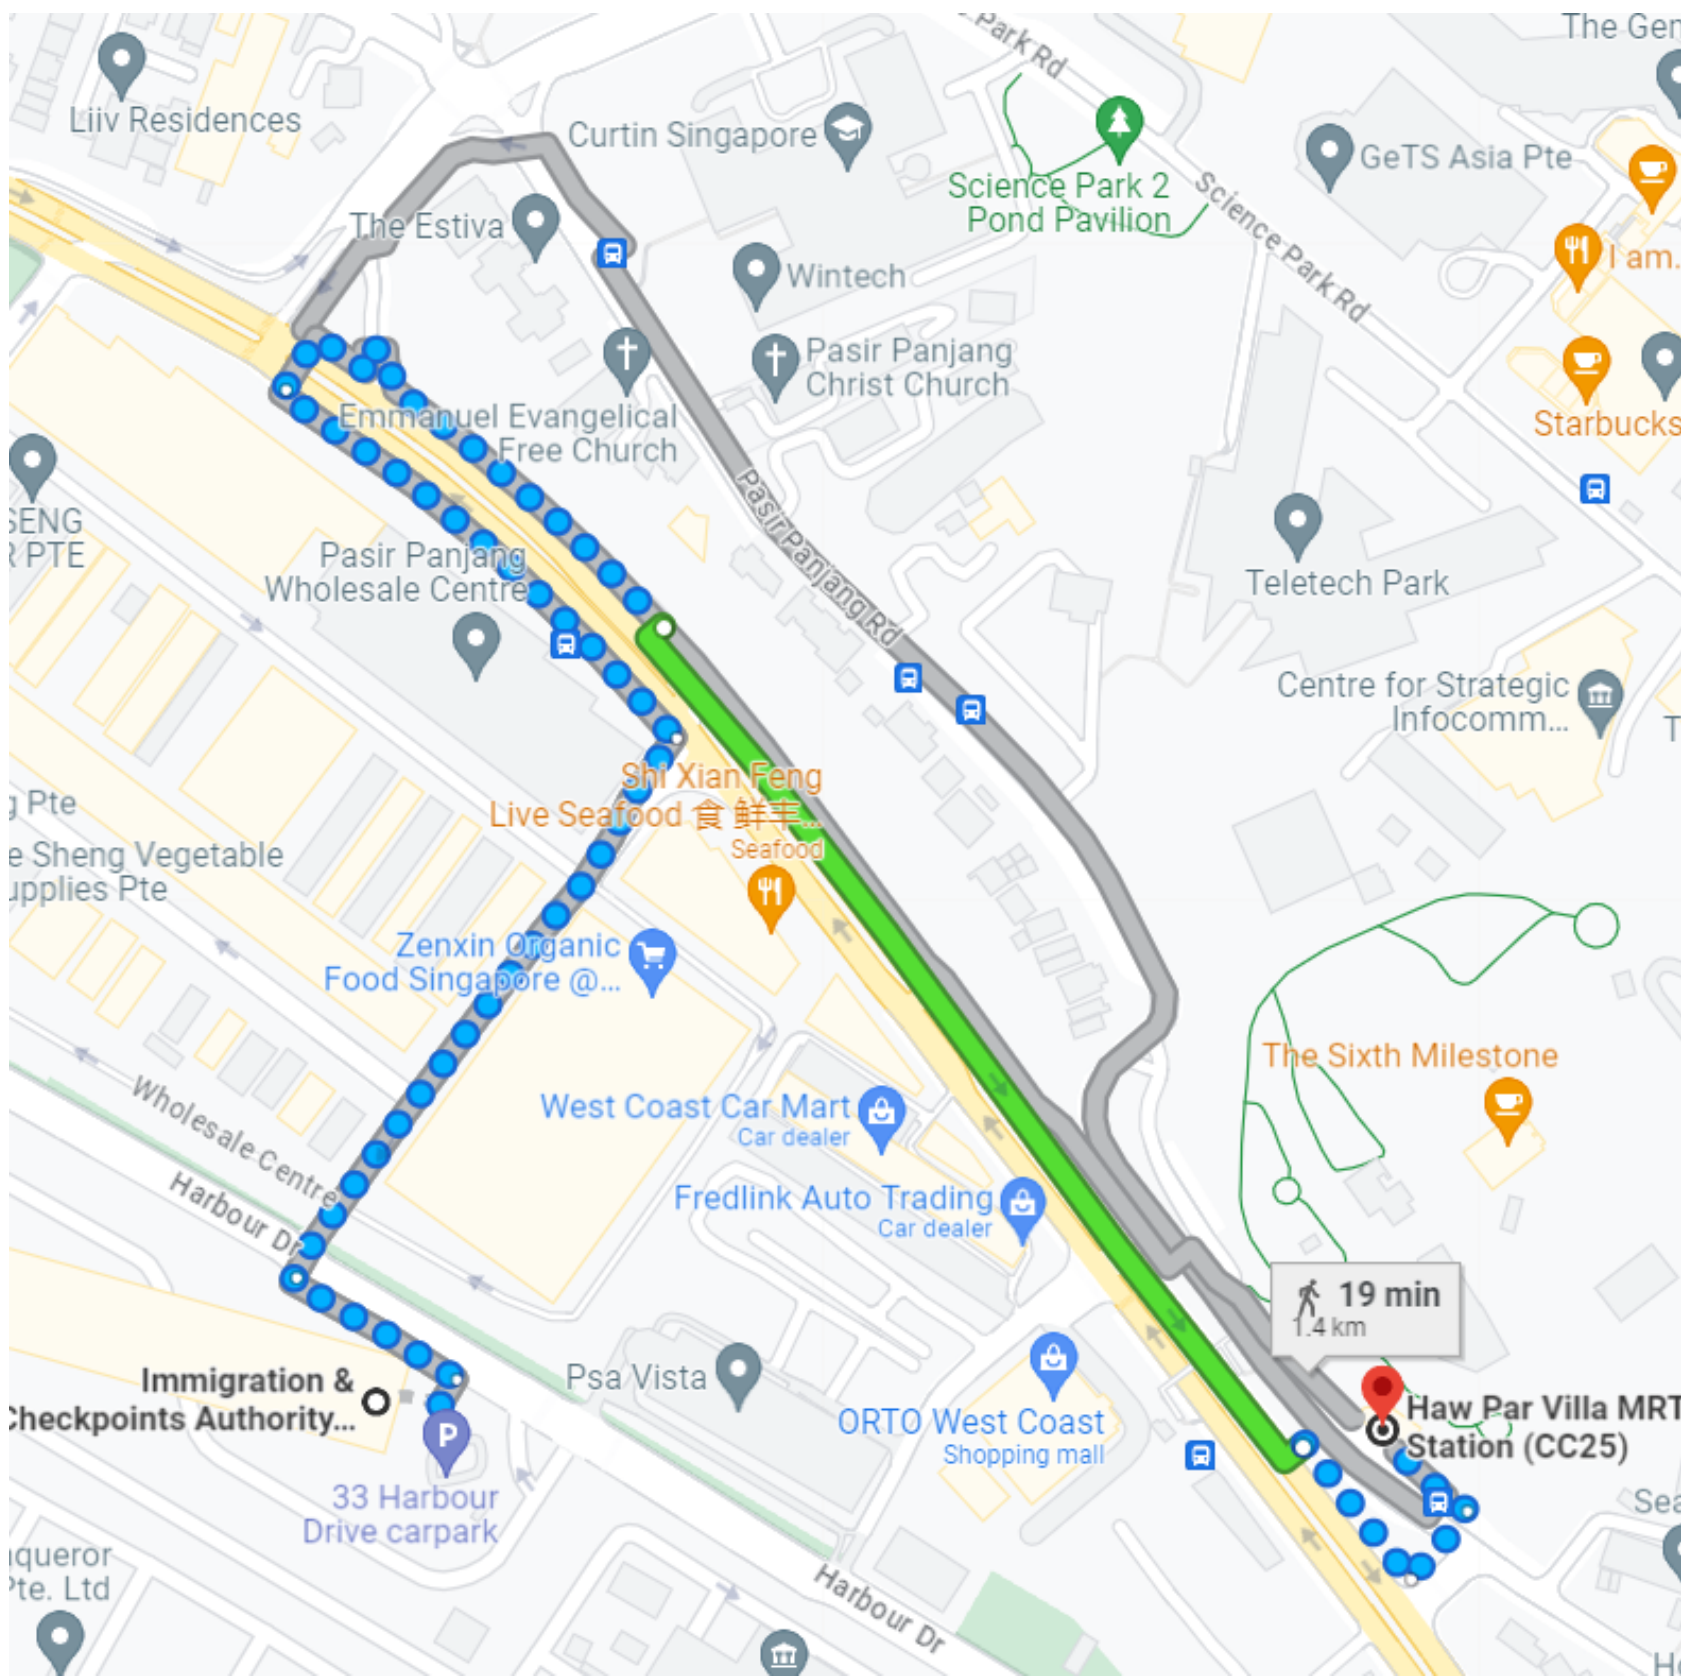 Park Rd
The Gen
Liiv Residences
Curtin Singapore
GeTS Asia Pte
Science Park 2
Pond Pavilion
Science Park Rd
The Estiva
I am.
Wintech
Pasir Panjang
Christ Church
Starbucks
Emmanuel Evangelical
Free Church
Pasir Panjang Rd
SENG
R PTE
Pasir Panjang
Wholesale Centre
Teletech Park
Centre for Strategic
Infocomm...
T
Shi Xian Feng
Live Seafood 食鲜丰...
Seafood
g Pte
e Sheng Vegetable
upplies Pte
Zenxin Organic
Food Singapore @...
The Sixth Milestone
Wholesale Centre
West Coast Car Mart
Car dealer
Harbour Dr
Fredlink Auto Trading
Car dealer
19 min
1.4 km
Immigration &
Checkpoints Authority...
Psa Vista
ORTO West Coast
Shopping mall
Haw Par Villa MRT
Station (CC25)
P
33 Harbour
Drive carpark
Sea
nqueror
Pte. Ltd
Harbour Dr
Ho